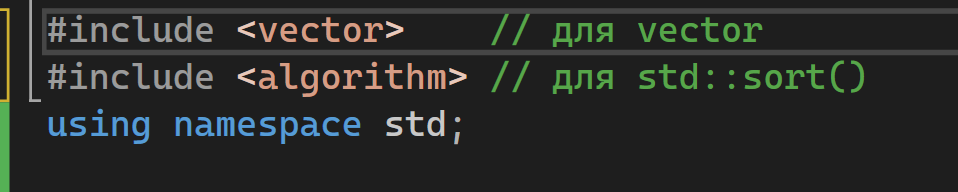 #include <vector>    // для vector
#include <algorithm> // для std::sort()
using namespace std;